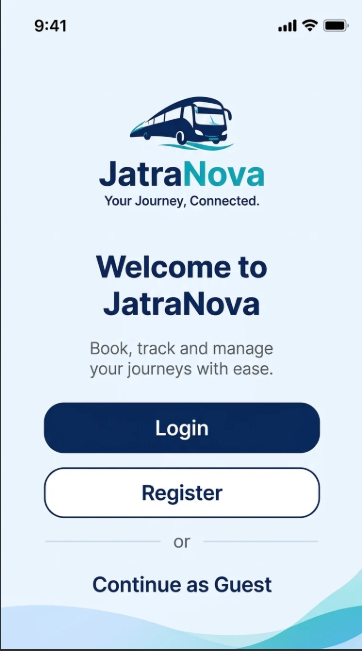 9:41
JatraNova
Your Journey, Connected.
Welcome to
JatraNova
Book, track and manage
your journeys with ease.
Login
Register
or
Continue as Guest